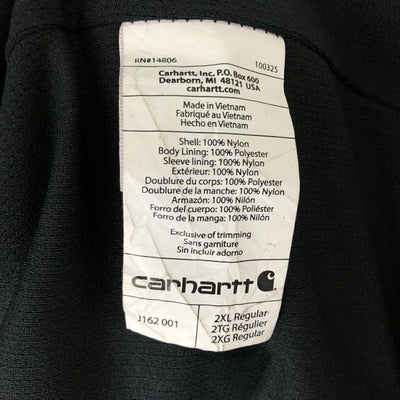 RN#14806 100325
Carhartt, Inc. P.O. Box 600
Dearborn, MI 48121 USA
carhartt.com
Made in Vietnam
Fabriqué au Vietnam
Hecho en Vietnam
Shell: 100% Nylon
Body Lining: 100% Polyester
Sleeve lining: 100% Nylon
Extérieur: 100% Nylon
Doublure du corps: 100% Polyester
Doublure de la manche: 100% Nylon
Armazón: 100% Nilón
Forro del cuerpo: 100% Poliéster
Forro de la manga: 100% Nilón
Exclusive of trimming
Sans garniture
Sin incluir adorno
carhartt
J162 001
2XL Regular
2TG Régulier
2XG Regular